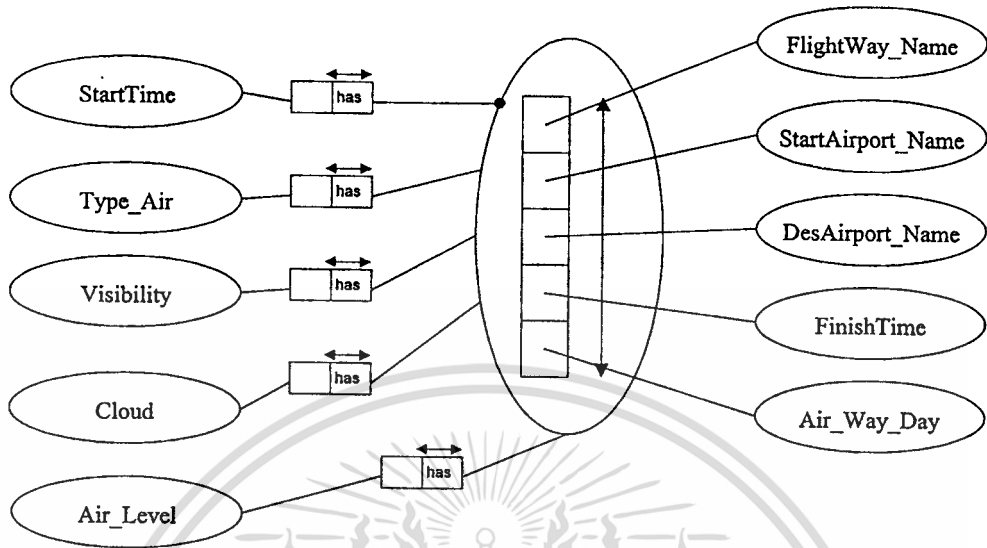 StartTime
has
Type_Air
has
Visibility
has
Cloud
has
Air_Level
has
FlightWay_Name
StartAirport_Name
DesAirport_Name
FinishTime
Air_Way_Day